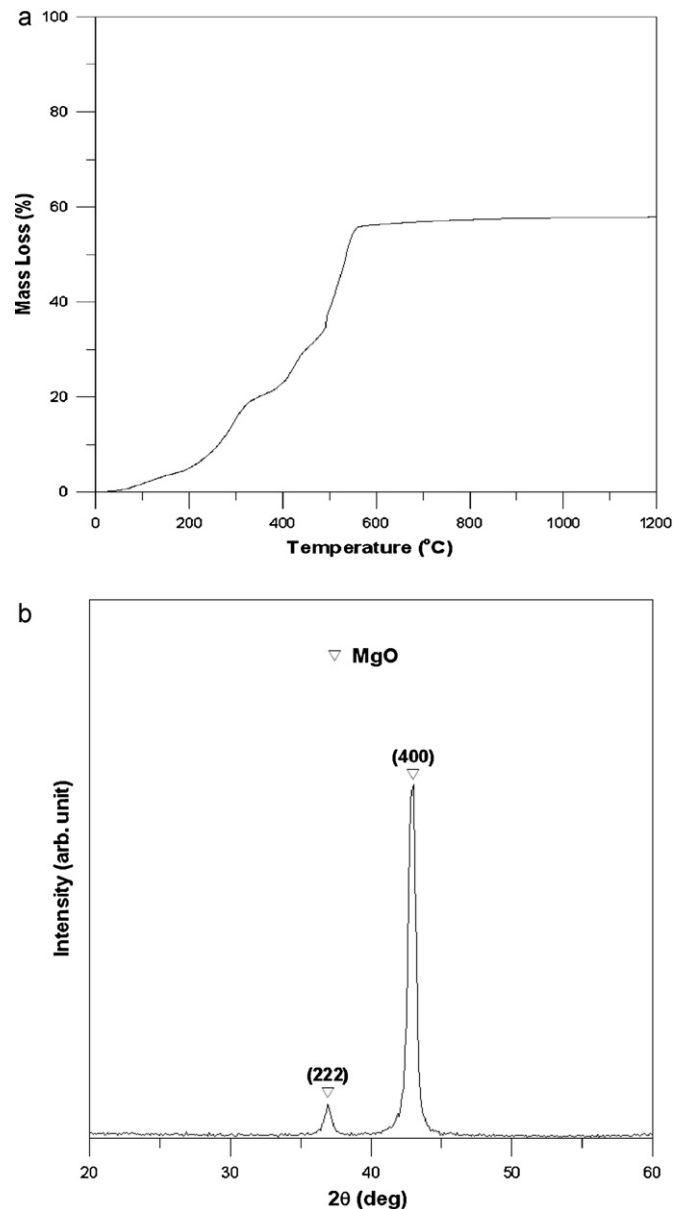 a
100
80
60
40
20
0
Mass Loss (%)
0 200 400 600 800 1000 1200
Temperature (°C)
b
▽ MgO
(400)
(222)
Intensity (arb. unit)
20 30 40 50 60
2θ (deg)